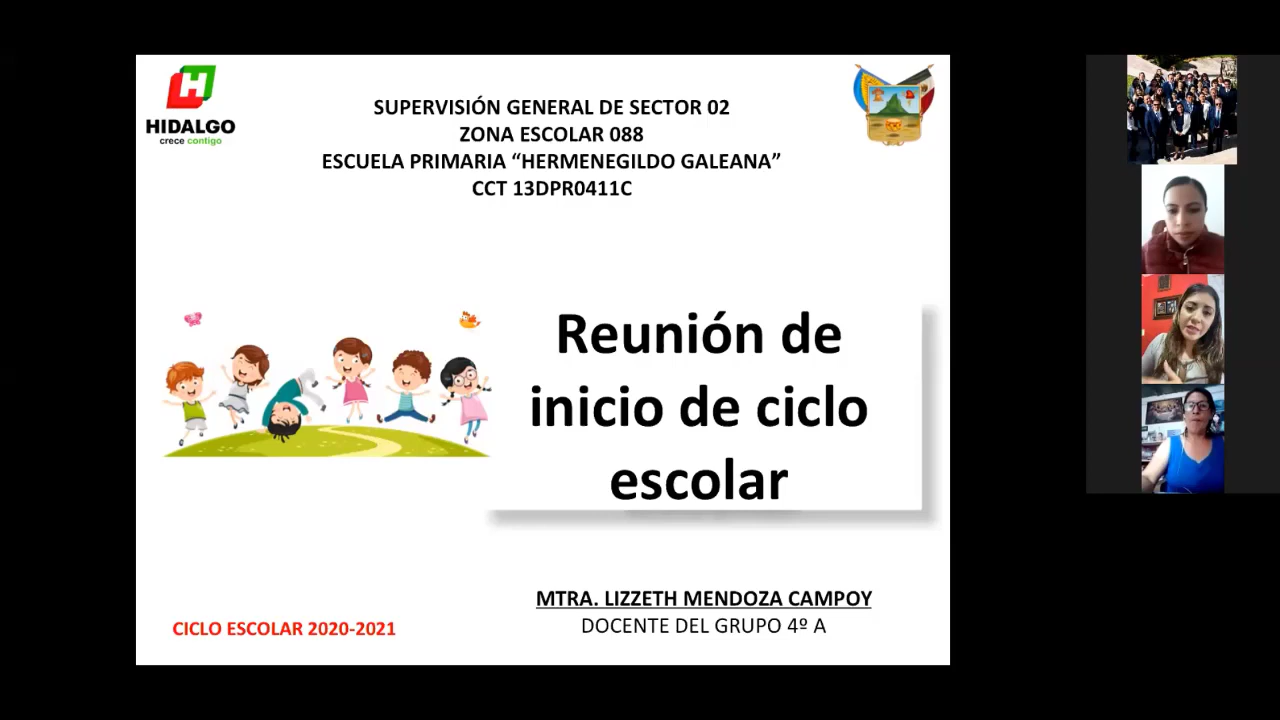 HIDALGO
crece contigo
SUPERVISIÓN GENERAL DE SECTOR 02
ZONA ESCOLAR 088
ESCUELA PRIMARIA “HERMENEGILDO GALEANA”
CCT 13DPR0411C
Reunión de
inicio de ciclo
escolar
MTRA. LIZZETH MENDOZA CAMPOY
DOCENTE DEL GRUPO 4º A
CICLO ESCOLAR 2020-2021